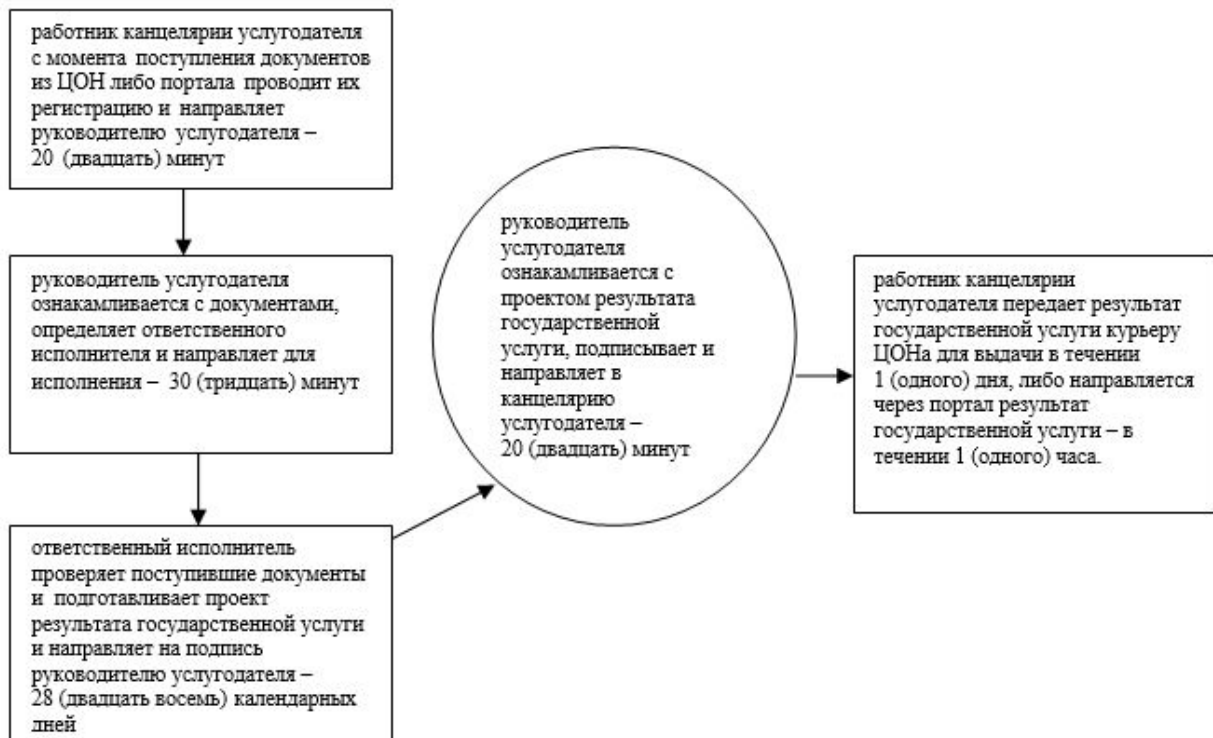 работник канцелярии услугодателя
с момента поступления документов
из ЦОН либо портала проводит их
регистрацию и направляет
руководителю услугодателя –
20 (двадцать) минут
руководитель услугодателя
ознакамливается с документами,
определяет ответственного
исполнителя и направляет для
исполнения – 30 (тридцать) минут
ответственный исполнитель
проверяет поступившие документы
и подготавливает проект
результата государственной услуги
и направляет на подпись
руководителю услугодателя –
28 (двадцать восемь) календарных
дней
руководитель
услугодателя
ознакамливается с
проектом результата
государственной
услуги, подписывает и
направляет в
канцелярию
услугодателя –
20 (двадцать) минут
работник канцелярии
услугодателя передает результат
государственной услуги курьеру
ЦОНа для выдачи в течении
1 (одного) дня, либо направляется
через портал результат
государственной услуги – в
течении 1 (одного) часа.